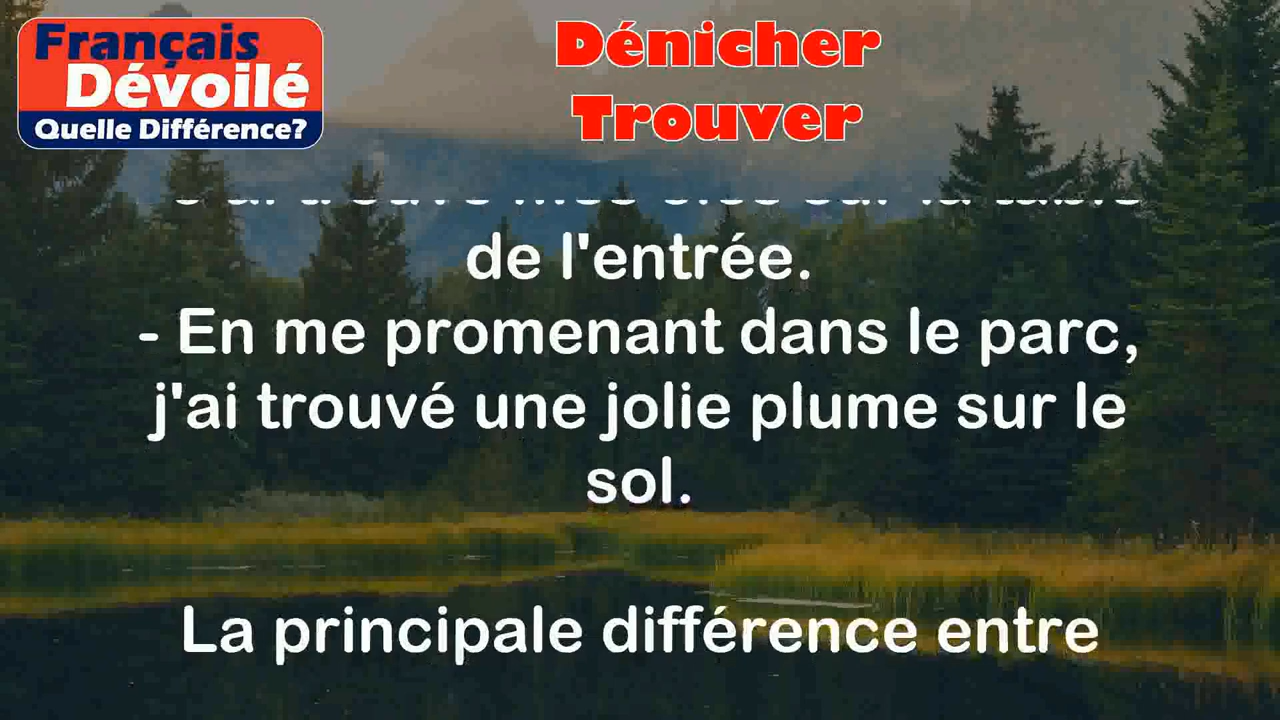 Français
Dévoilé
Quelle Différence?
Dénicher
Trouver
de l'entrée.
- En me promenant dans le parc,
j'ai trouvé une jolie plume sur le
sol.
La principale différence entre